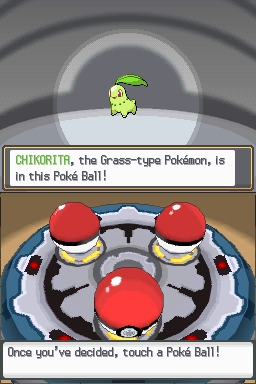 CHIKORITA, the Grass-type Pokémon, is
in this Poké Ball!
Once you've decided, touch a Poké Ball!